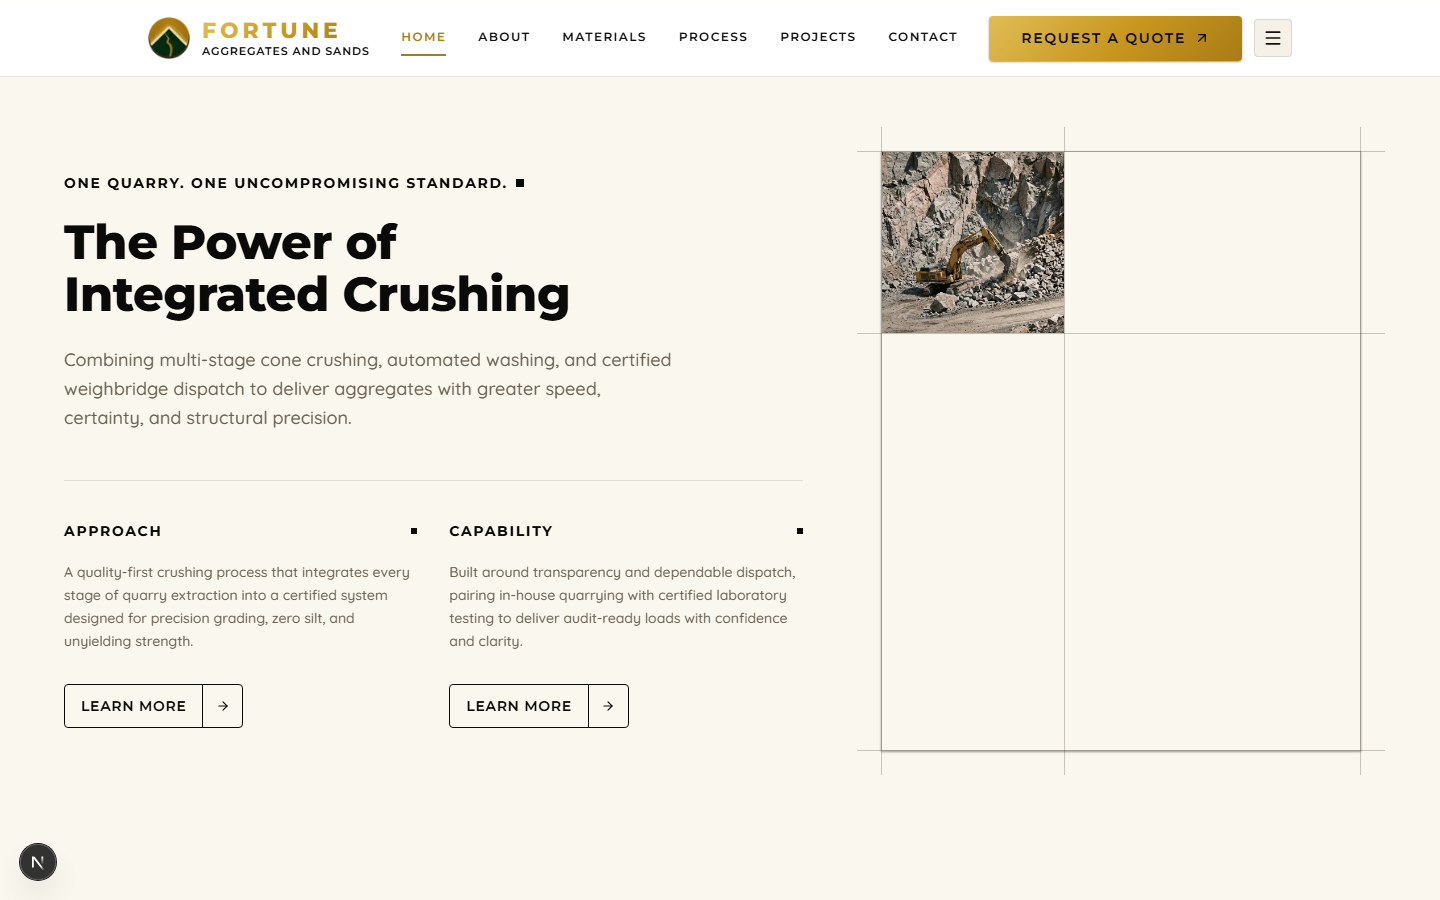 FORTUNE
AGGREGATES AND SANDS
HOME
ABOUT
MATERIALS
PROCESS
PROJECTS
CONTACT
REQUEST A QUOTE
ONE QUARRY. ONE UNCOMPROMISING STANDARD.
The Power of
Integrated Crushing
Combining multi-stage cone crushing, automated washing, and certified
weighbridge dispatch to deliver aggregates with greater speed,
certainty, and structural precision.
APPROACH
A quality-first crushing process that integrates every
stage of quarry extraction into a certified system
designed for precision grading, zero silt, and
unyielding strength.
LEARN MORE
CAPABILITY
Built around transparency and dependable dispatch,
pairing in-house quarrying with certified laboratory
testing to deliver audit-ready loads with confidence
and clarity.
LEARN MORE
N